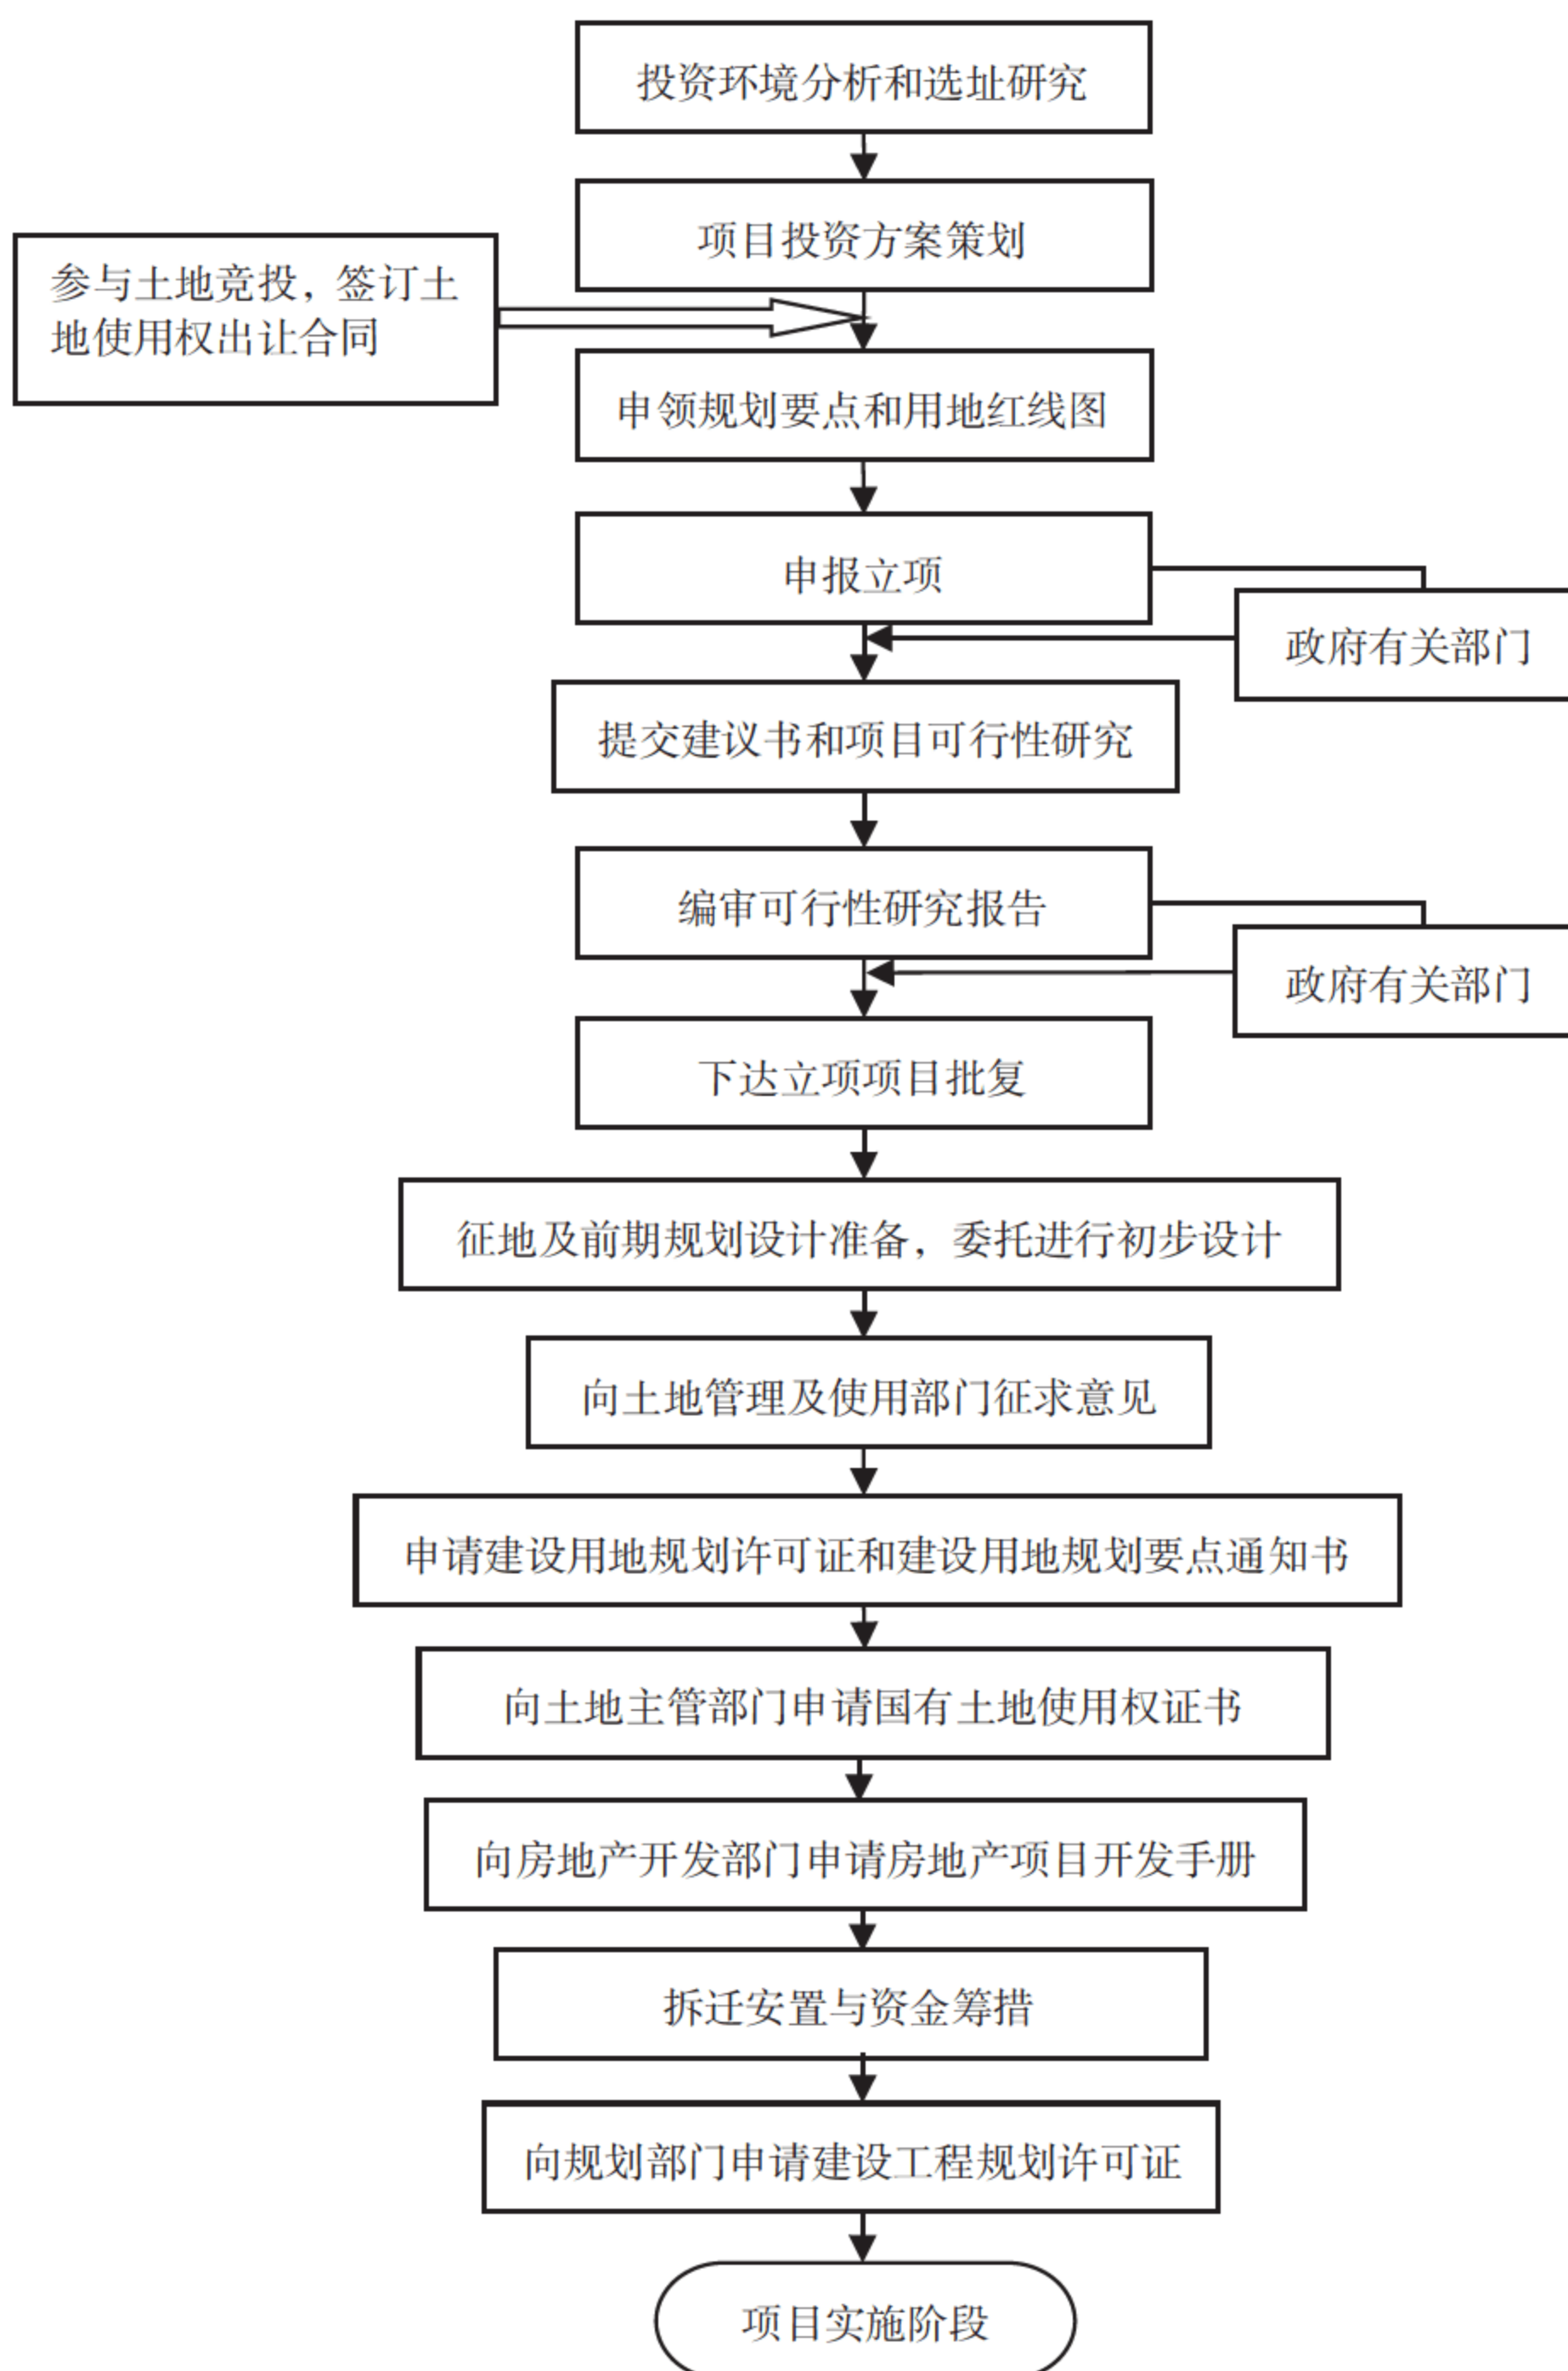 投资环境分析和选址研究
项目投资方案策划
参与土地竞投，签订土
地使用权出让合同
申领规划要点和用地红线图
申报立项
政府有关部门
提交建议书和项目可行性研究
编审可行性研究报告
政府有关部门
下达立项项目批复
征地及前期规划设计准备，委托进行初步设计
向土地管理及使用部门征求意见
申请建设用地规划许可证和建设用地规划要点通知书
向土地主管部门申请国有土地使用权证书
向房地产开发部门申请房地产项目开发手册
拆迁安置与资金筹措
向规划部门申请建设工程规划许可证
项目实施阶段